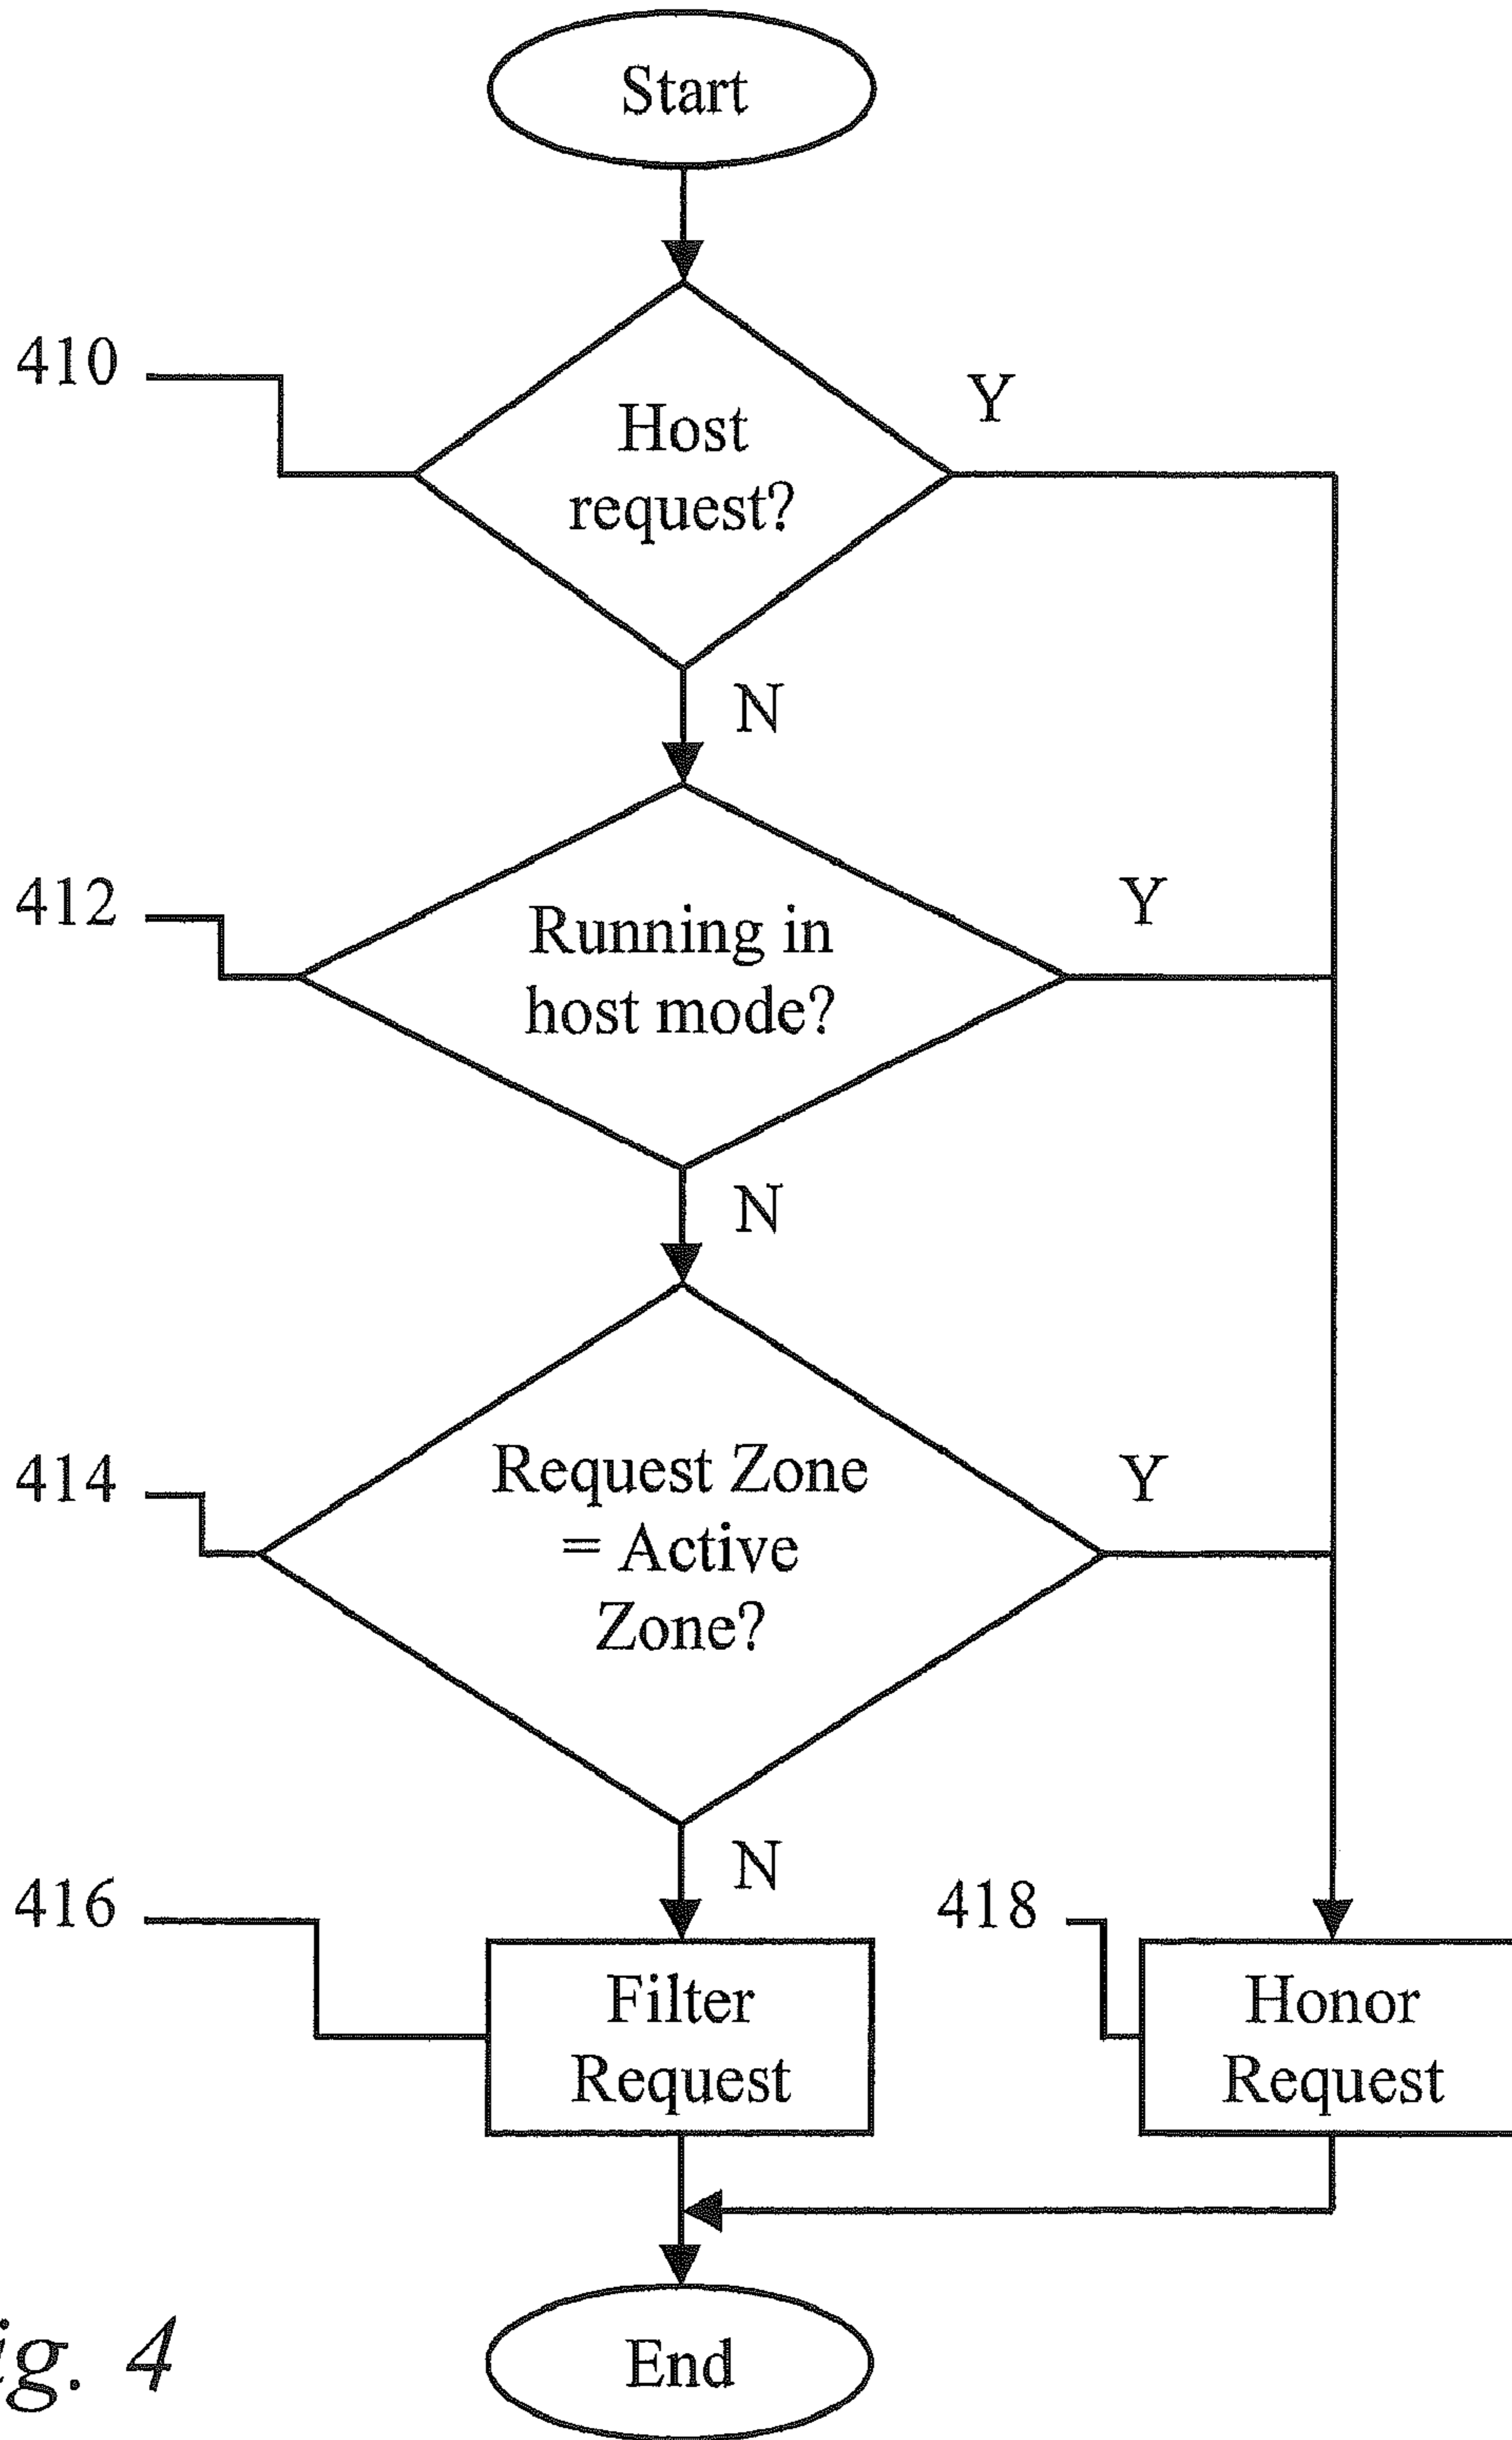 Start
410
Host
request?
Y
N
412
Running in
host mode?
Y
N
414
Request Zone
= Active
Zone?
Y
N
416
Filter
Request
418
Honor
Request
End
ig. 4